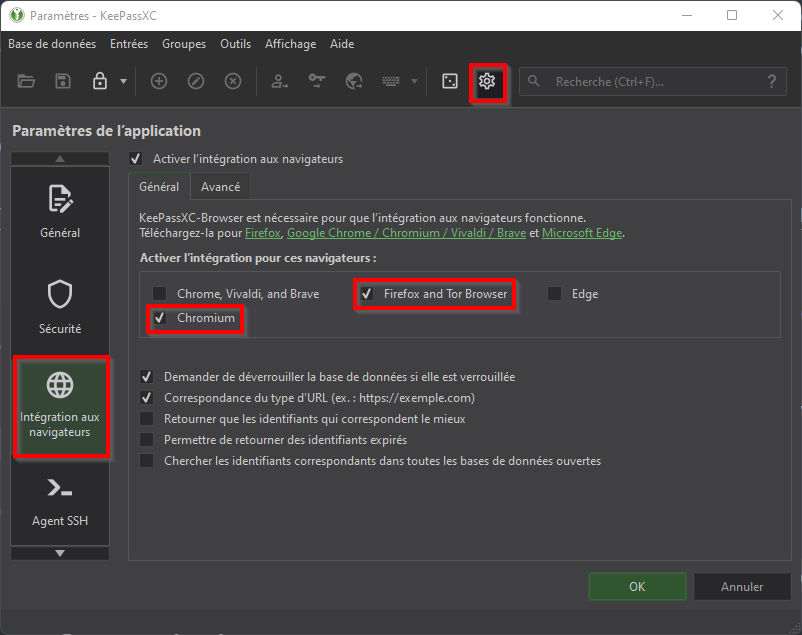 Paramètres - KeePassXC
Base de données Entrées Groupes Outils Affichage Aide
Recherche (Ctrl+F)... ?
Paramètres de l'application
Activer l'intégration aux navigateurs
Général Avancé
KeePassXC-Browser est nécessaire pour que l'intégration aux navigateurs fonctionne.
Téléchargez-la pour Firefox, Google Chrome / Chromium / Vivaldi / Brave et Microsoft Edge.
Activer l'intégration pour ces navigateurs :
Chrome, Vivaldi, and Brave
Firefox and Tor Browser
Edge
Chromium
Demander de déverrouiller la base de données si elle est verrouillée
Correspondance du type d'URL (ex. : https://exemple.com)
Retourner que les identifiants qui correspondent le mieux
Permettre de retourner des identifiants expirés
Chercher les identifiants correspondants dans toutes les bases de données ouvertes
Général
Sécurité
Intégration aux
navigateurs
Agent SSH
OK
Annuler